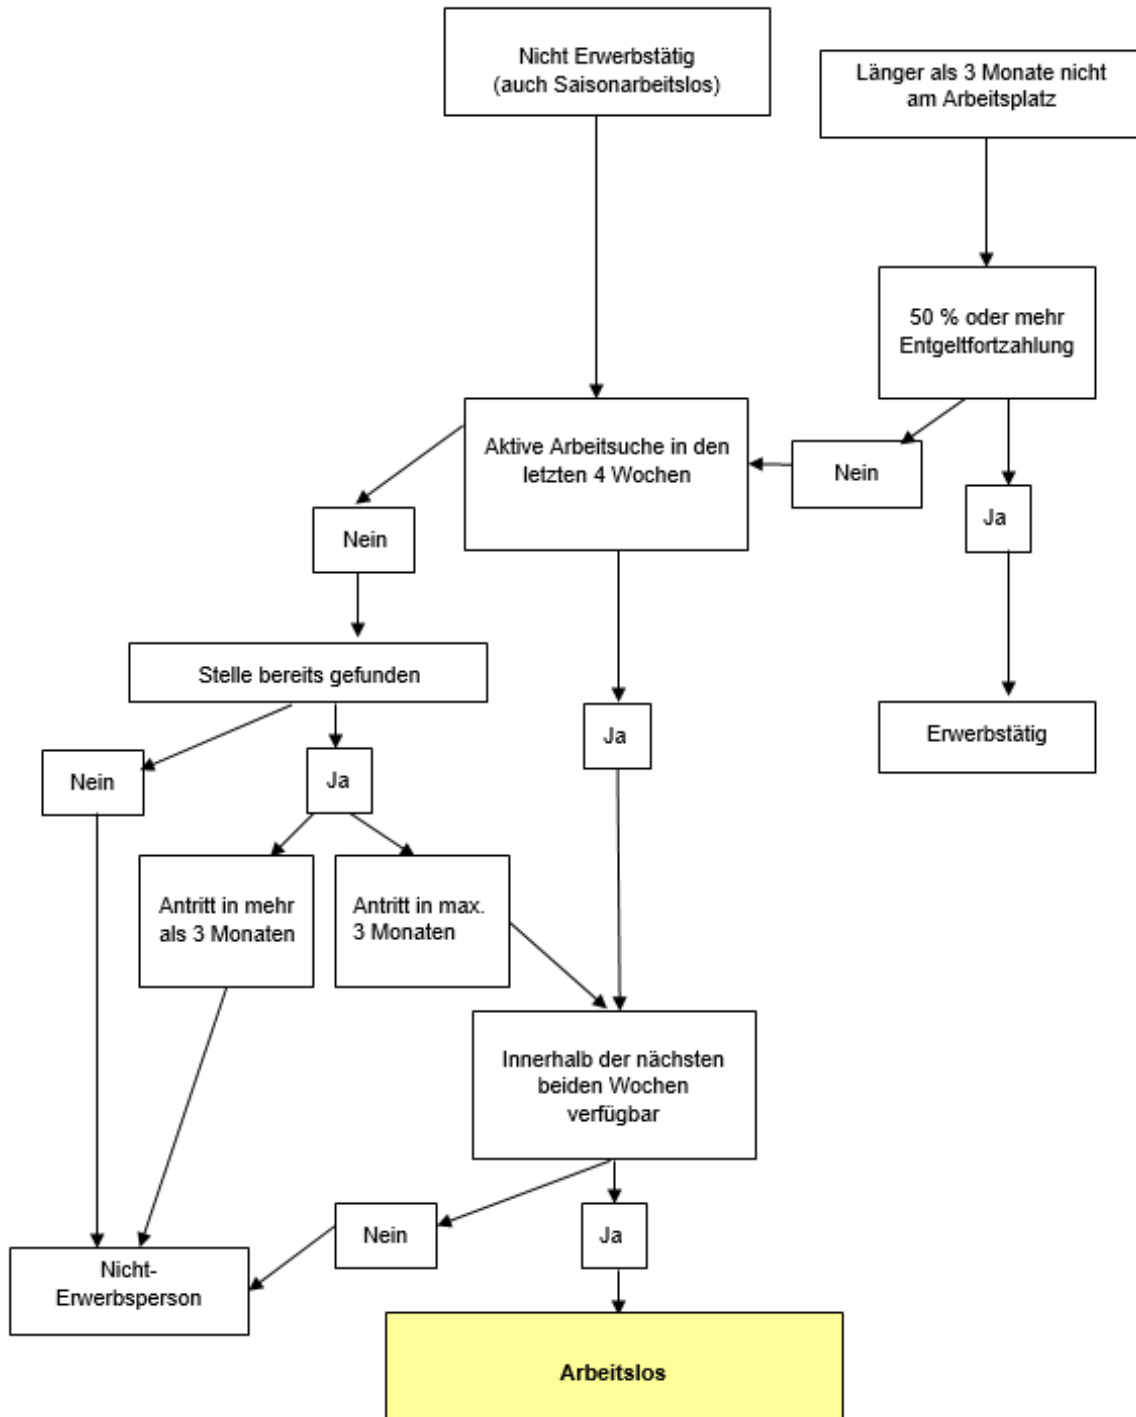 Nicht Erwerbstätig
(auch Saisonarbeitslos)
Länger als 3 Monate nicht
am Arbeitsplatz
50 % oder mehr
Entgeltfortzahlung
Aktive Arbeitsuche in den
letzten 4 Wochen
Nein
Ja
Nein
Stelle bereits gefunden
Ja
Erwerbstätig
Nein
Ja
Antritt in mehr
als 3 Monaten
Antritt in max.
3 Monaten
Innerhalb der nächsten
beiden Wochen
verfügbar
Nein
Ja
Nicht-
Erwerbsperson
Arbeitslos